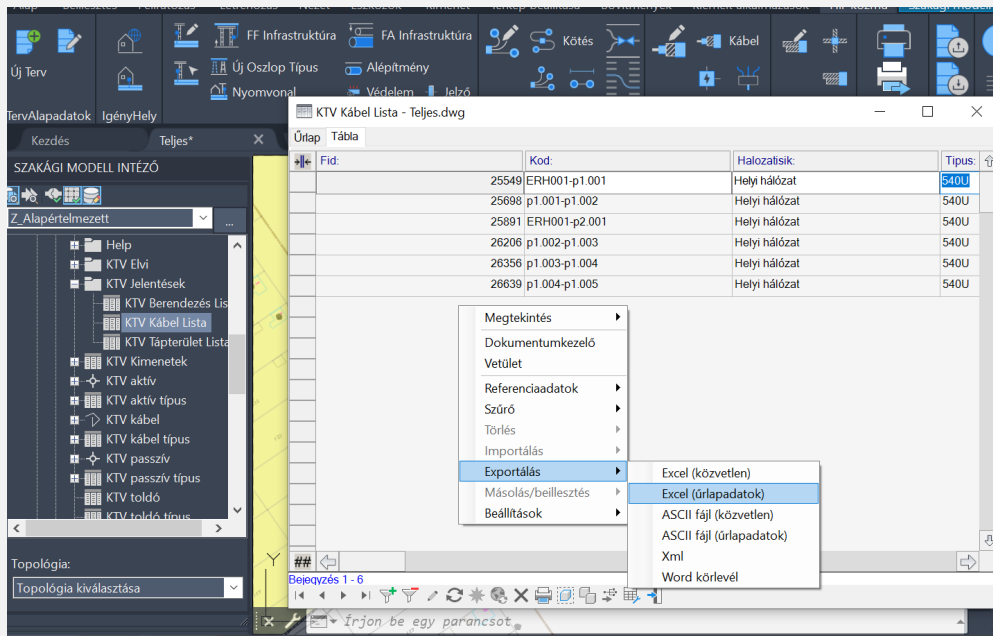 FF Infrastruktúra
FA Infrastruktúra
Kötés
Kábel
Új Terv
Új Oszlop Típus
Alépítmény
Nyomvonal
Védelem
Jelző
TervAlapadatok
IgényHely
Kezdés
Teljes*
SZAKÁGI MODELL INTÉZŐ
Z_Alapértelmezett
...
Help
KTV Elvi
KTV Jelentések
KTV Berendezés Lis
KTV Kábel Lista
KTV Tápterület Lista
KTV Kimenetek
KTV aktív
KTV aktív típus
KTV kábel
KTV kábel típus
KTV passzív
KTV passzív típus
KTV toldó
KTV toldó típus
Topológia:
Topológia kiválasztása
KTV Kábel Lista - Teljes.dwg
Űrlap
Tábla
Fid: Kod: Halozatisik: Tipus:
25549 ERH001-p1.001 Helyi hálózat 540U
25698 p1.001-p1.002 Helyi hálózat 540U
25891 ERH001-p2.001 Helyi hálózat 540U
26206 p1.002-p1.003 Helyi hálózat 540U
26356 p1.003-p1.004 Helyi hálózat 540U
26639 p1.004-p1.005 Helyi hálózat 540U
Megtekintés
Dokumentumkezelő
Vetület
Referenciaadatok
Szűrő
Törlés
Importálás
Exportálás
Másolás/beillesztés
Beállítások
Excel (közvetlen)
Excel (űrlapadatok)
ASCII fájl (közvetlen)
ASCII fájl (űrlapadatok)
Xml
Word körlevél
##
Bejegyzés 1 - 6
Y
Írjon be egy parancsot